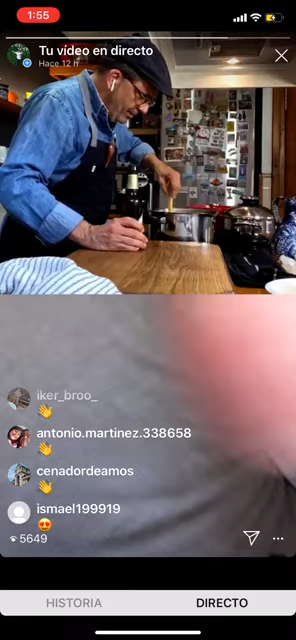 1:55
Tu vídeo en directo
Hace 12 h
iker_broo_
antonio.martinez.338658
cenadordeamos
ismael199919
5649
HISTORIA
DIRECTO